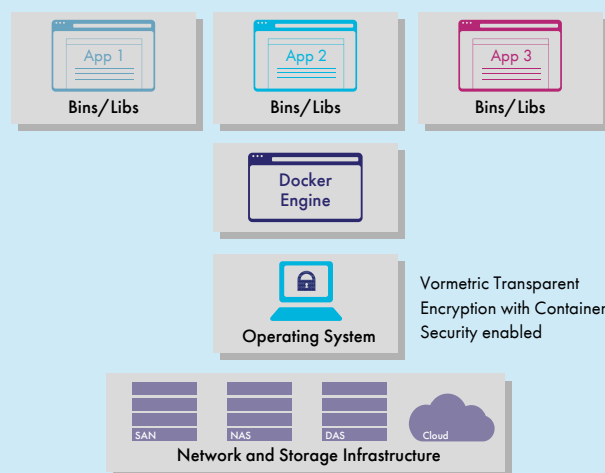 App 1
App 2
App 3
Bins/Libs
Bins/Libs
Bins/Libs
Docker
Engine
Operating System
Vormetric Transparent
Encryption with Container
Security enabled
SAN
NAS
DAS
Cloud
Network and Storage Infrastructure